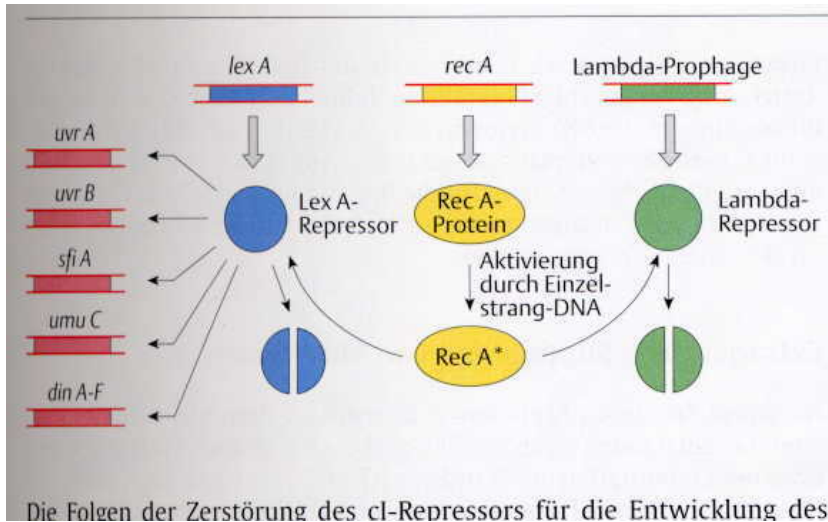 lex A
rec A
Lambda-Prophage
uvr A
uvr B
sfi A
umu C
din A-F
Lex A-
Repressor
Rec A-
Protein
Lambda-
Repressor
Aktivierung
durch Einzel-
strang-DNA
Rec A*
Die Folgen der Zerstörung des cI-Repressors für die Entwicklung des